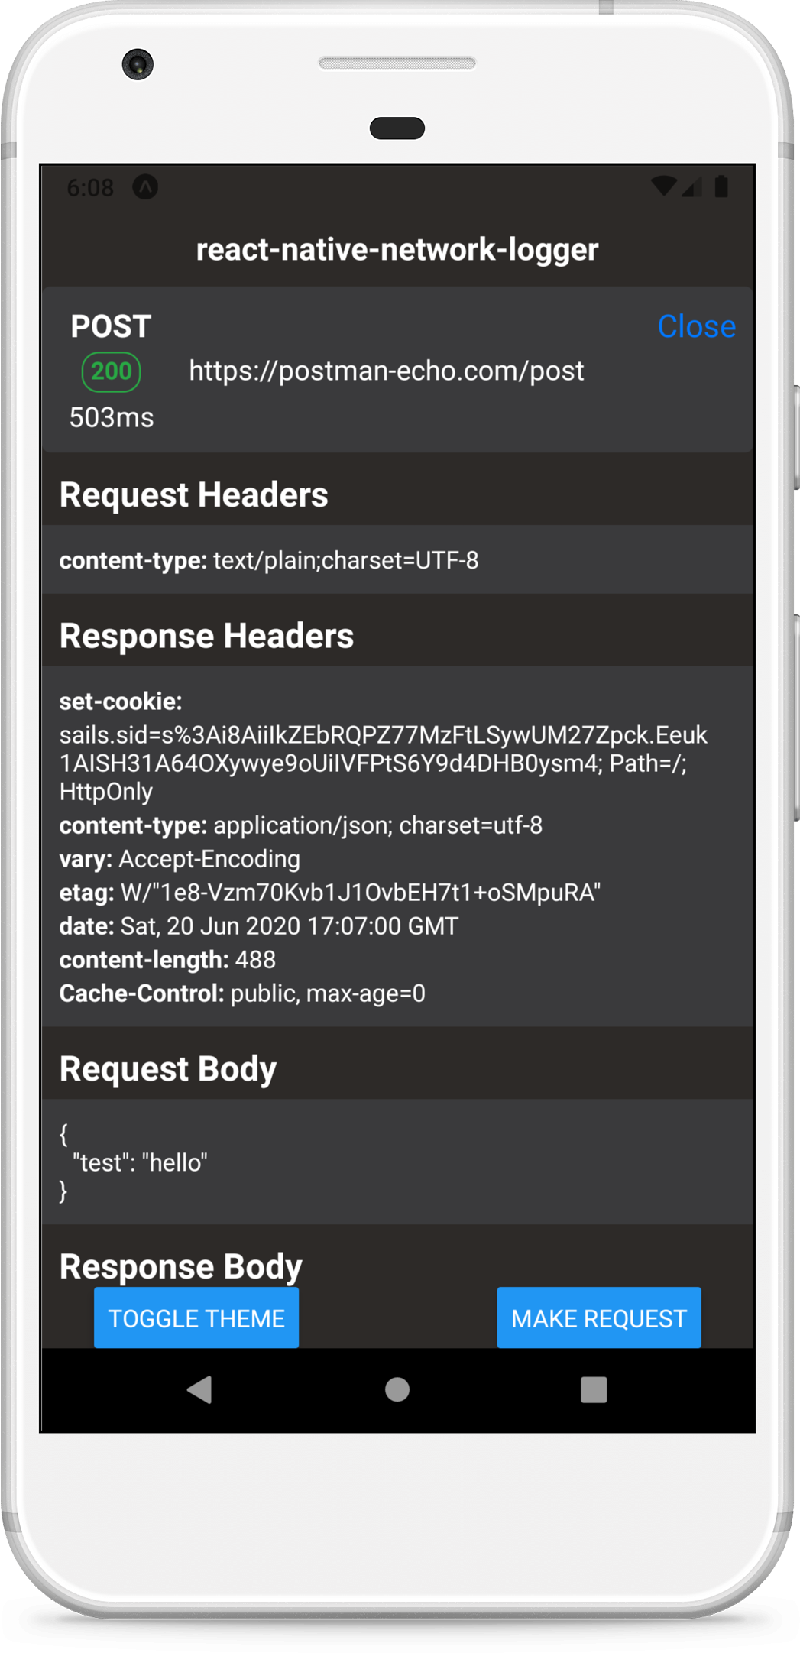 6:08
react-native-network-logger
POST
Close
200
https://postman-echo.com/post
503ms
Request Headers
content-type: text/plain;charset=UTF-8
Response Headers
set-cookie:
sails.sid=s%3Ai8AiiIkZEbRQPZ77MzFtLSywUM27Zpck.Eeuk
1AISH31A64OXywye9oUiIVFPtS6Y9d4DHB0ysm4; Path=/;
HttpOnly
content-type: application/json; charset=utf-8
vary: Accept-Encoding
etag: W/"1e8-Vzm70Kvb1J1OvbEH7t1+oSMpuRA"
date: Sat, 20 Jun 2020 17:07:00 GMT
content-length: 488
Cache-Control: public, max-age=0
Request Body
{
"test": "hello"
}
Response Body
TOGGLE THEME
MAKE REQUEST